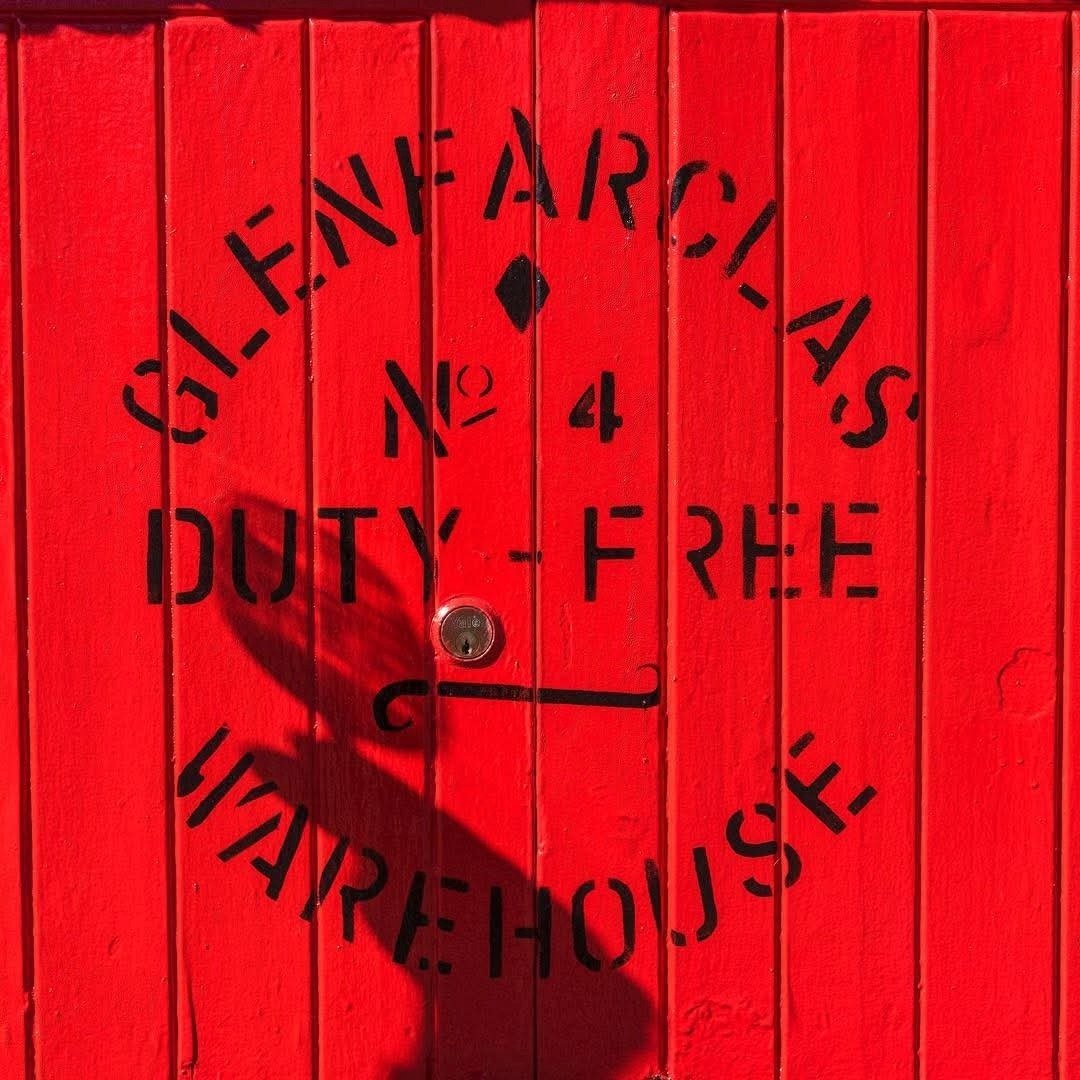 GLENFARCLAS
Nº 4
DUTY-FREE
WAREHOUSE